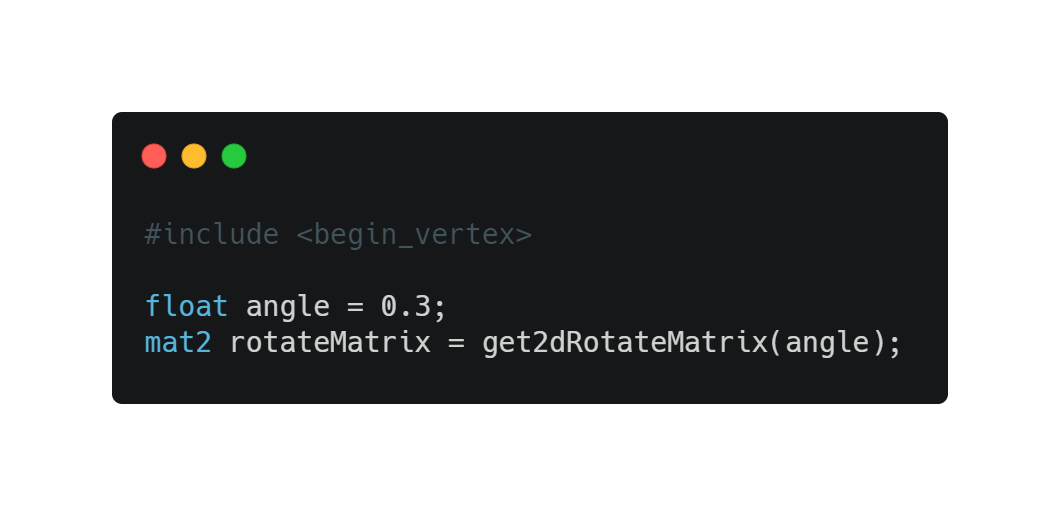 #include <begin_vertex>
float angle = 0.3;
mat2 rotateMatrix = get2dRotateMatrix(angle);